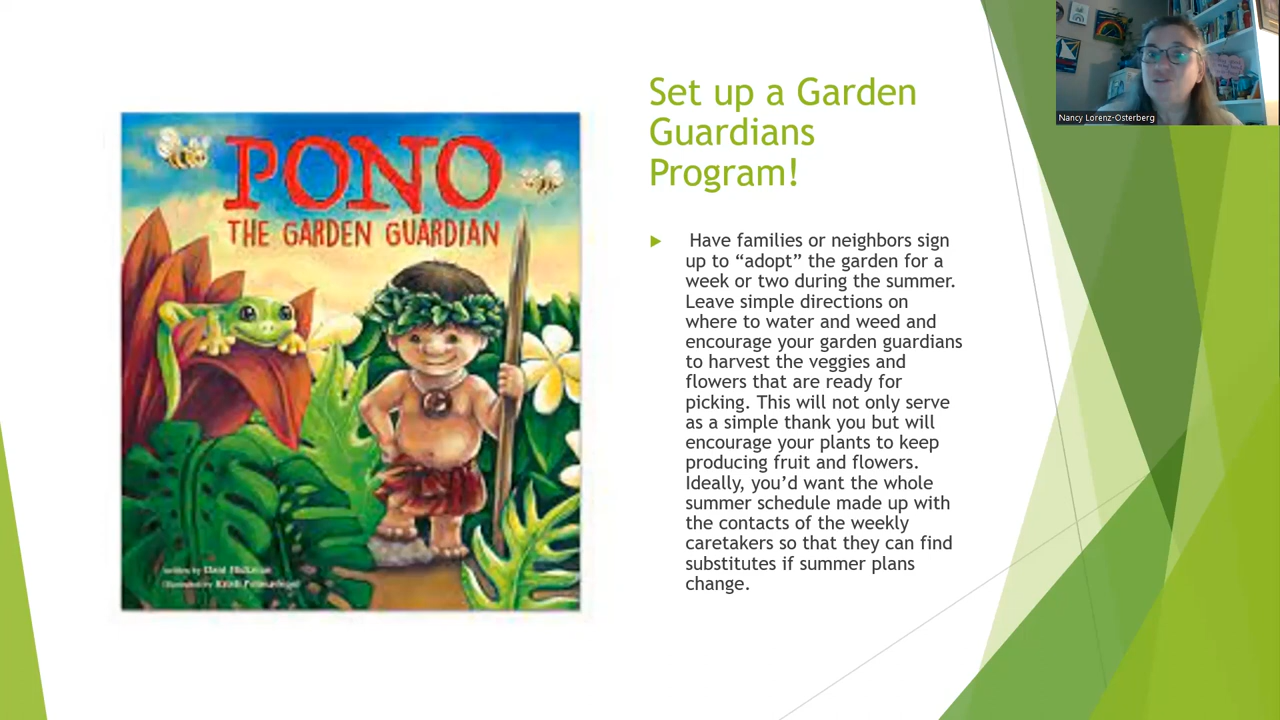 PONO
THE GARDEN GUARDIAN
written by
Illustrated by
Set up a Garden
Guardians
Program!
Have families or neighbors sign
up to “adopt” the garden for a
week or two during the summer.
Leave simple directions on
where to water and weed and
encourage your garden guardians
to harvest the veggies and
flowers that are ready for
picking. This will not only serve
as a simple thank you but will
encourage your plants to keep
producing fruit and flowers.
Ideally, you’d want the whole
summer schedule made up with
the contacts of the weekly
caretakers so that they can find
substitutes if summer plans
change.
Nancy Lorenz-Osterberg